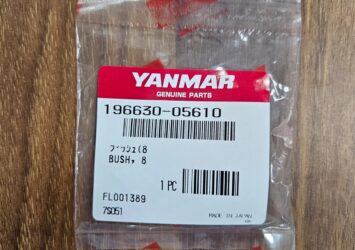 YANMAR
GENUINE PARTS
196630-05610
ブッシュ(8
BUSH, 8
1 PC
FL001389
7S051
MADE IN JAPAN